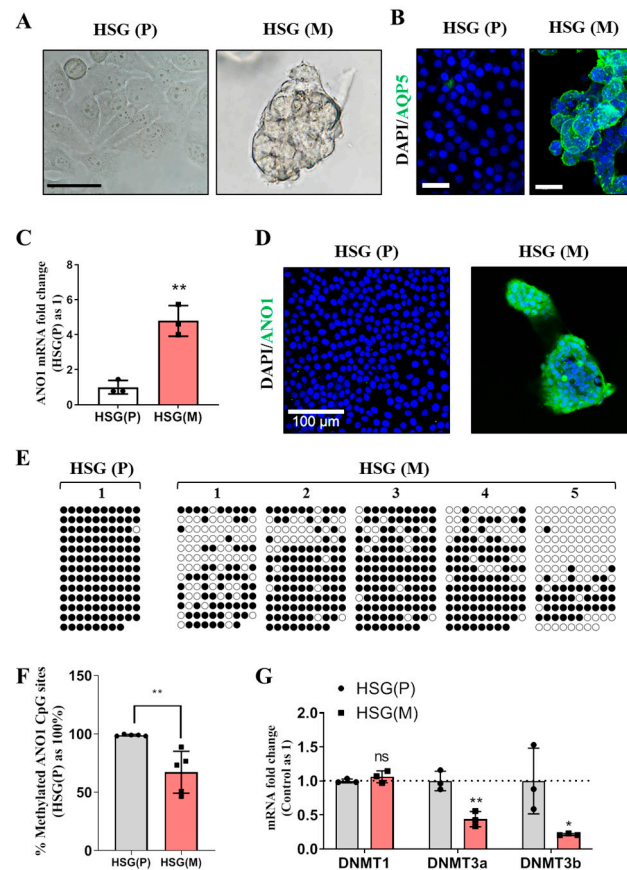 A
HSG (P)
HSG (M)
B
HSG (P)
HSG (M)
DAPI/AQP5
C
ANO1 mRNA fold change
(HSG(P) as 1)
8
6
4
2
0
**
HSG(P)
HSG(M)
D
HSG (P)
HSG (M)
DAPI/ANO1
100 µm
E
HSG (P)
HSG (M)
1
1
2
3
4
5
F
% Methylated ANO1 CpG sites
(HSG(P) as 100%)
150
100
50
0
**
HSG(P)
HSG(M)
G
HSG(P)
HSG(M)
mRNA fold change
(Control as 1)
2.0
1.5
1.0
0.5
0.0
ns
**
*
DNMT1
DNMT3a
DNMT3b